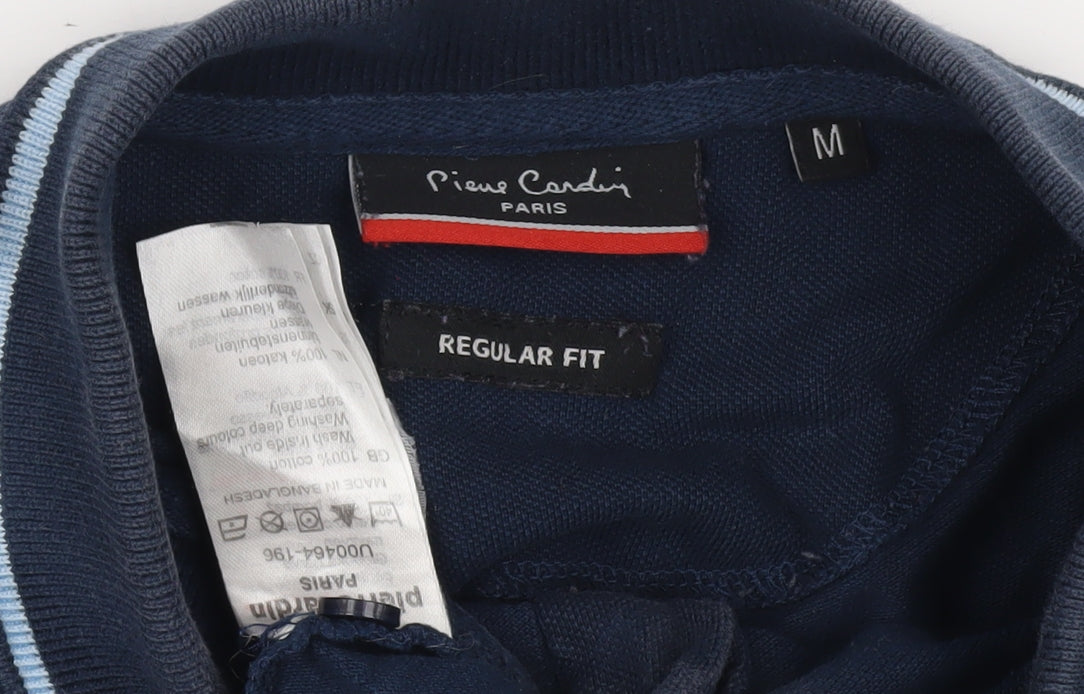 Pierre Cardin
PARIS
M
REGULAR FIT
pierre cardin
PARIS
U00464-196
40°
MADE IN BANGLADESH
GB 100% cotton
Wash inside out
Washing deep colours
separately
NL 100% katoen
Binnenstebuiten
wassen
Diepe kleuren
afzonderlijk wassen